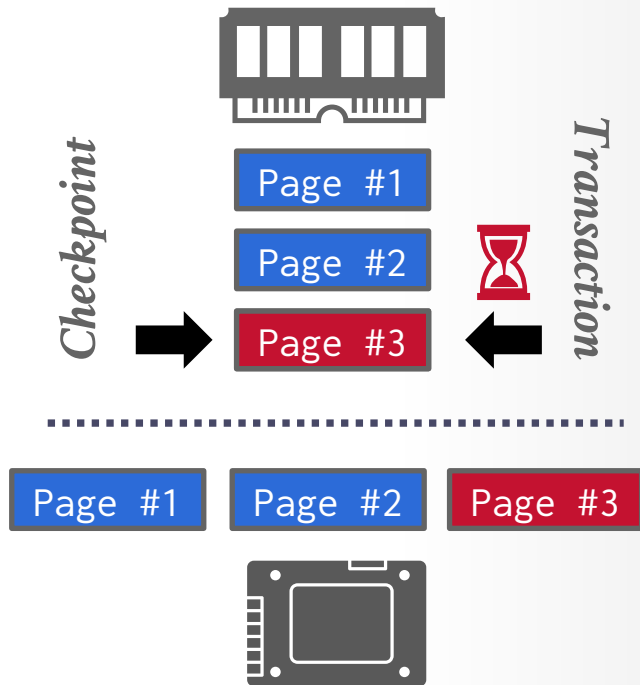 Checkpoint
Transaction
Page #1
Page #2
Page #3
Page #1
Page #2
Page #3